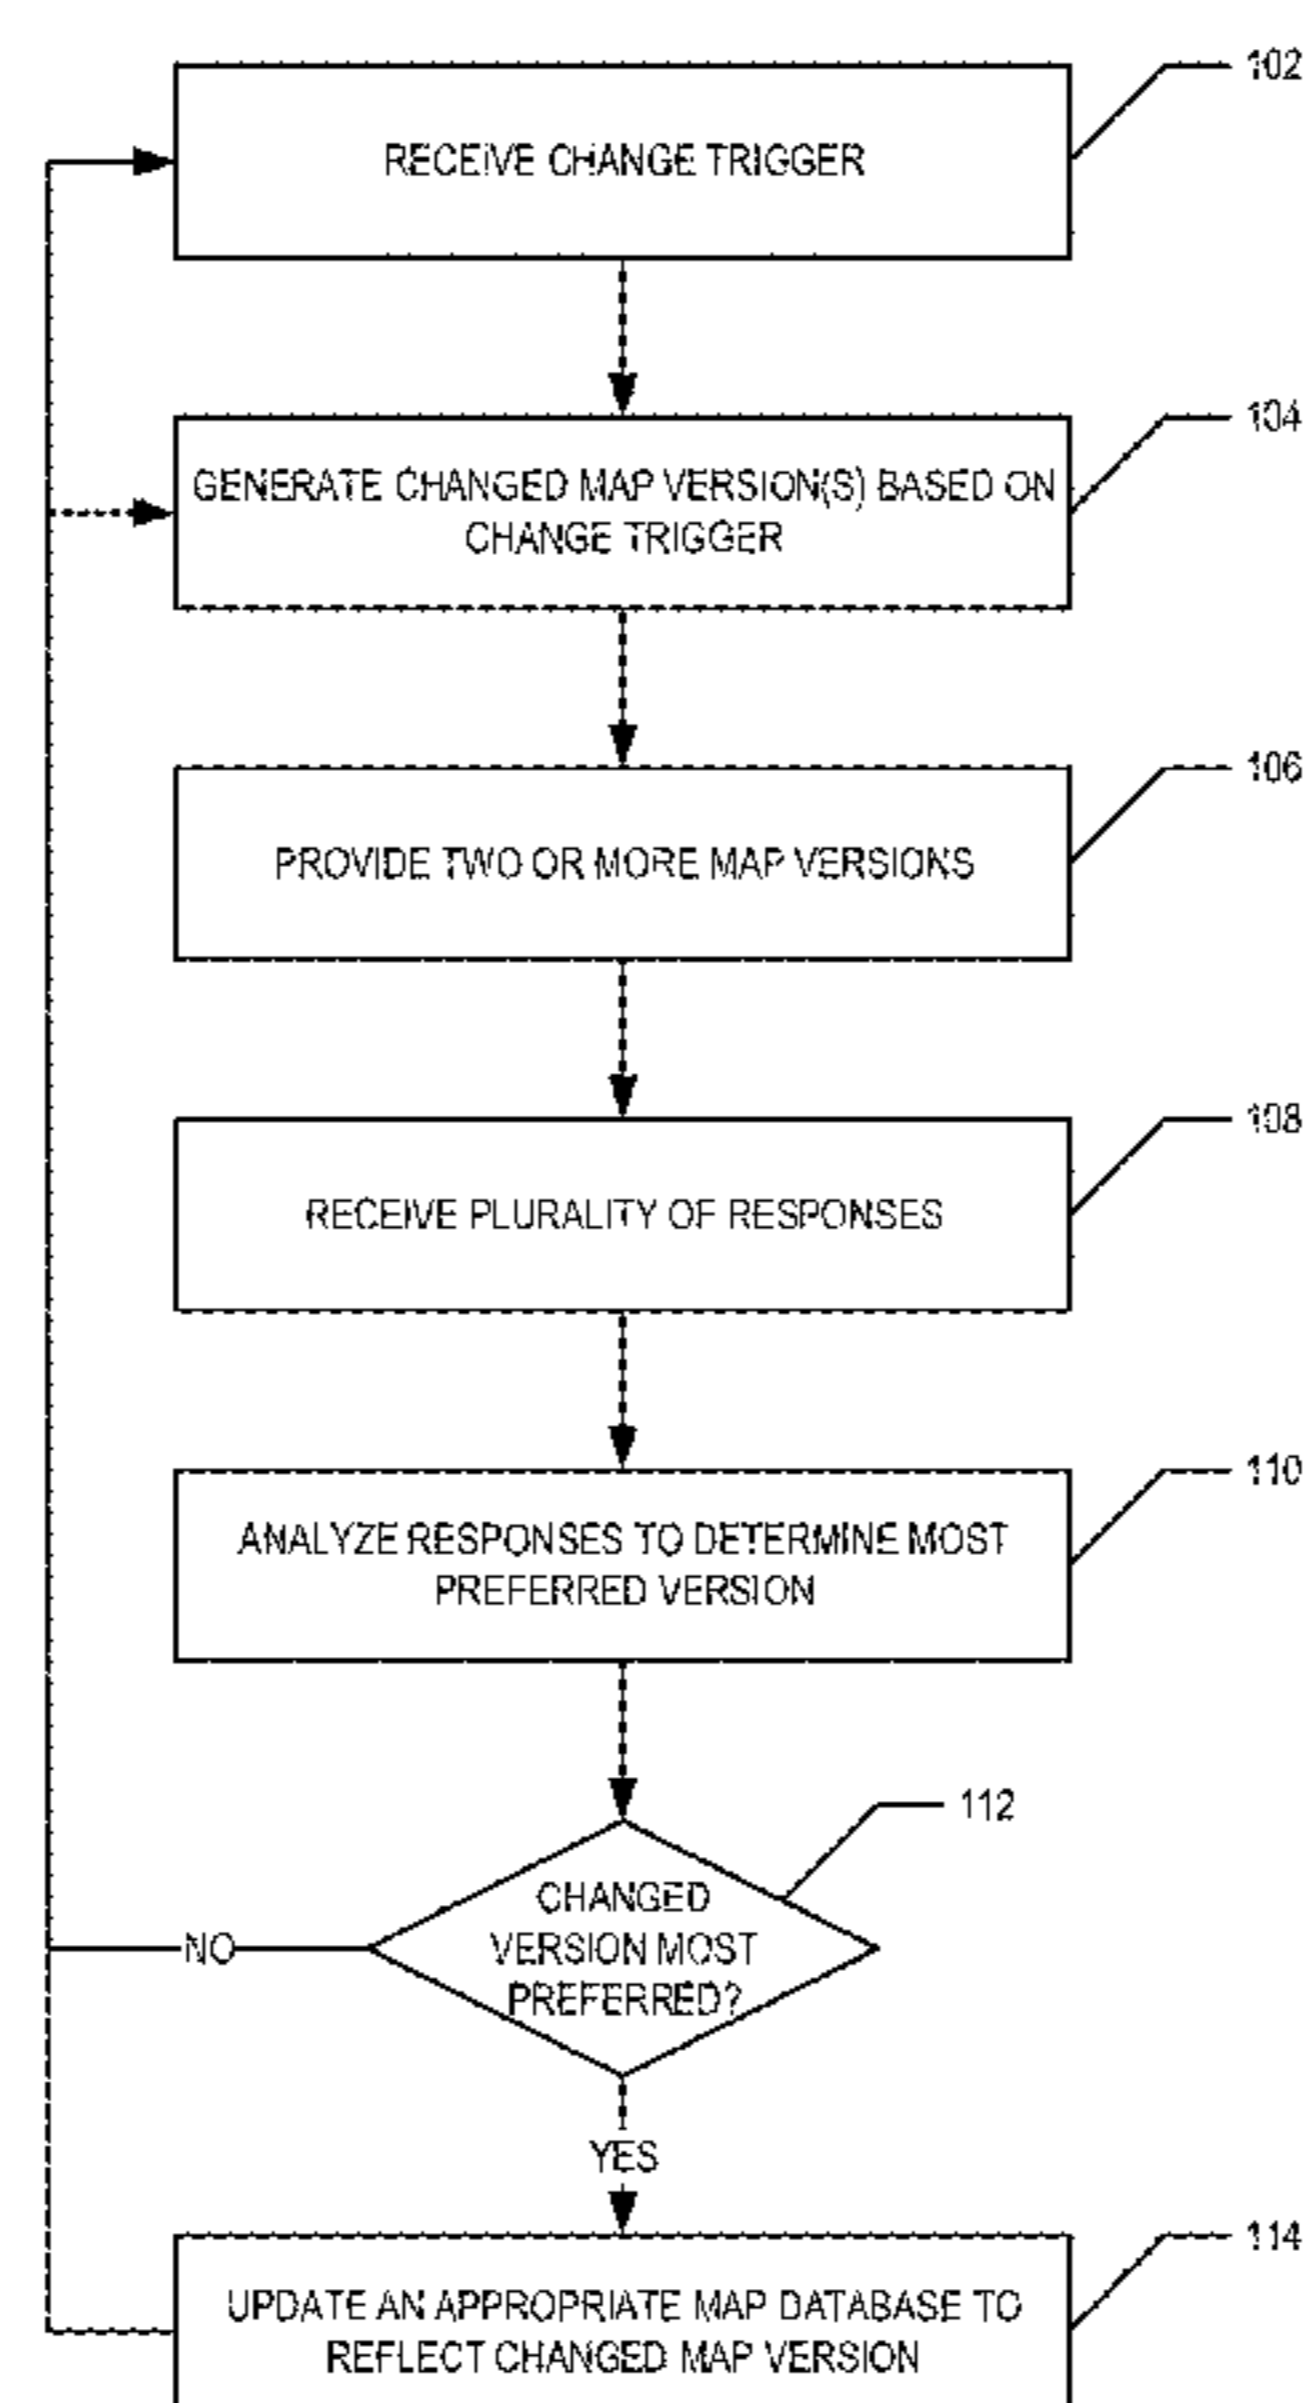 102
RECEIVE CHANGE TRIGGER
104
GENERATE CHANGED MAP VERSION(S) BASED ON
CHANGE TRIGGER
106
PROVIDE TWO OR MORE MAP VERSIONS
108
RECEIVE PLURALITY OF RESPONSES
110
ANALYZE RESPONSES TO DETERMINE MOST
PREFERRED VERSION
112
CHANGED
VERSION MOST
PREFERRED?
NO
YES
114
UPDATE AN APPROPRIATE MAP DATABASE TO
REFLECT CHANGED MAP VERSION